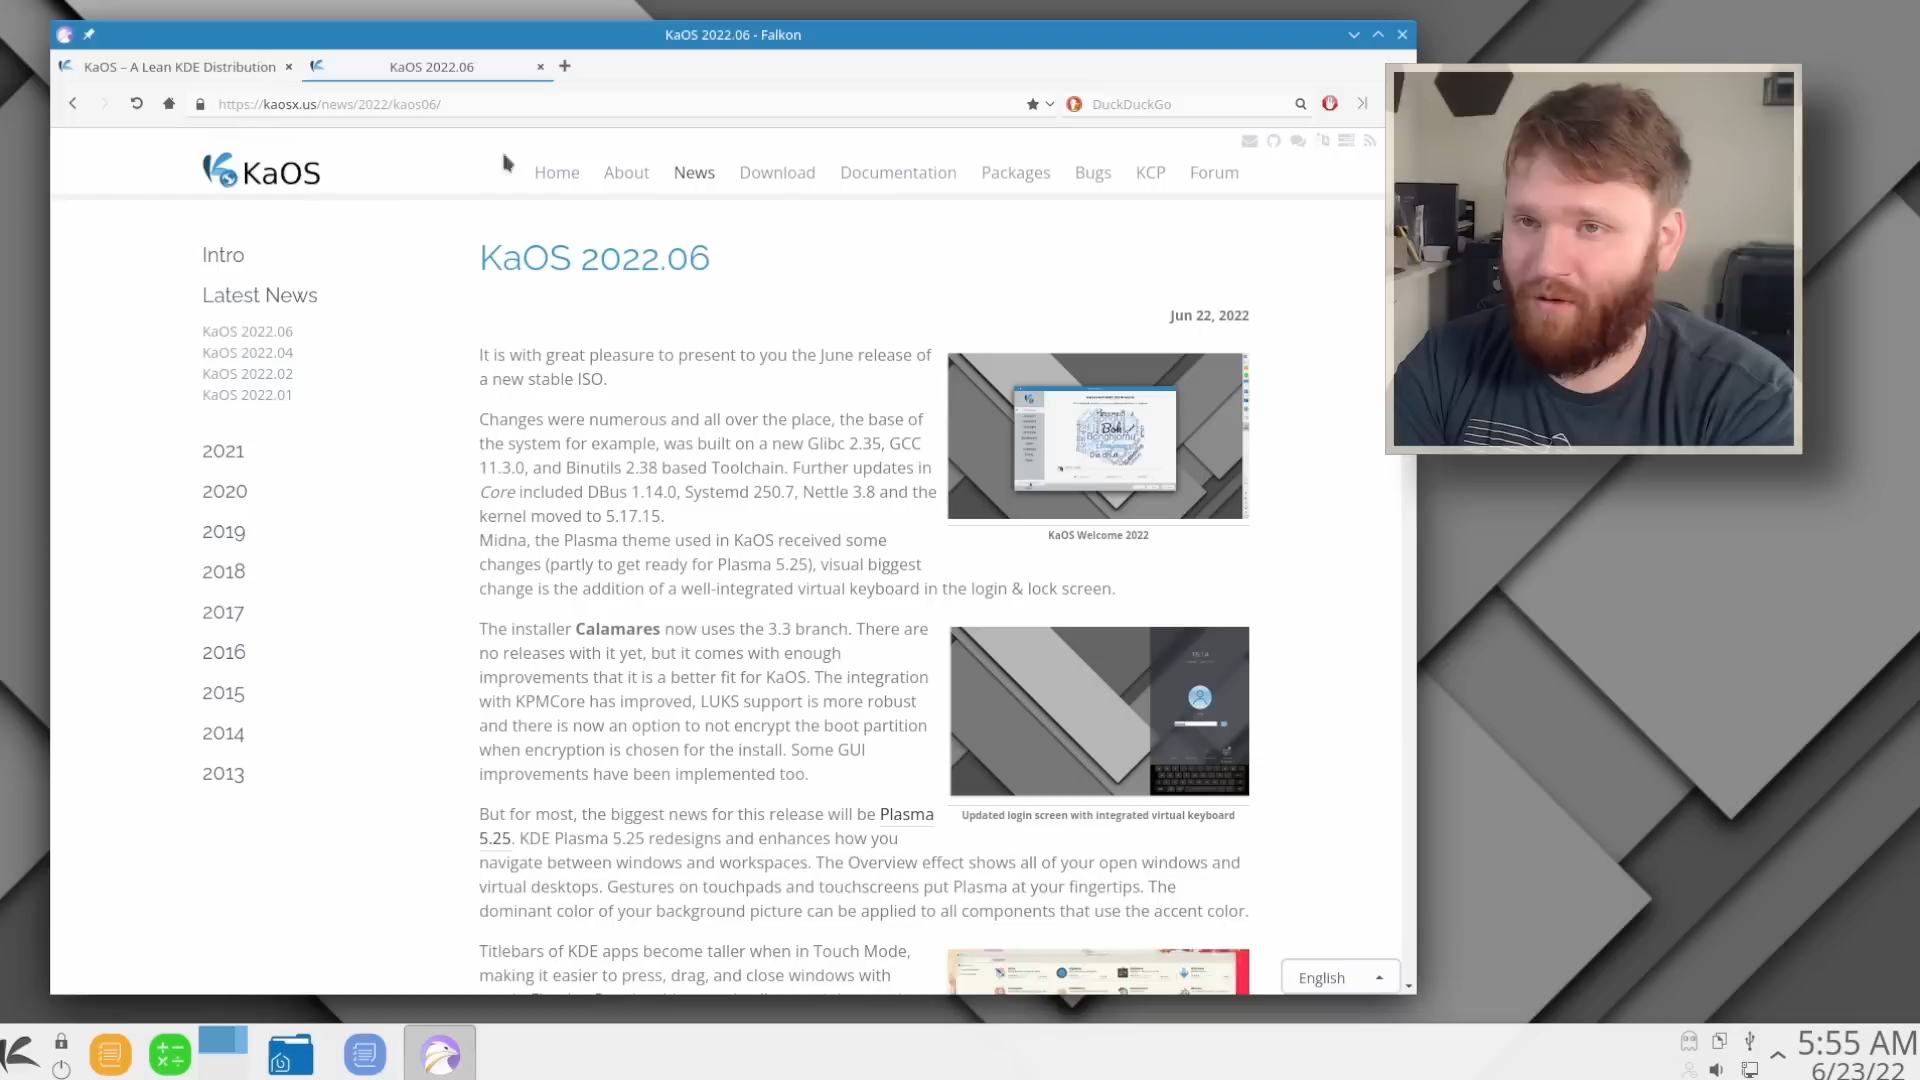 KaOS 2022.06 - Falkon
KaOS – A Lean KDE Distribution
KaOS 2022.06
https://kaosx.us/news/2022/kaos06/
DuckDuckGo
KaOS
Home About News Download Documentation Packages Bugs KCP Forum
Intro
Latest News
KaOS 2022.06
KaOS 2022.04
KaOS 2022.02
KaOS 2022.01
2021
2020
2019
2018
2017
2016
2015
2014
2013
KaOS 2022.06
Jun 22, 2022
It is with great pleasure to present to you the June release of
a new stable ISO.
Changes were numerous and all over the place, the base of
the system for example, was built on a new Glibc 2.35, GCC
11.3.0, and Binutils 2.38 based Toolchain. Further updates in
Core included DBus 1.14.0, Systemd 250.7, Nettle 3.8 and the
kernel moved to 5.17.15.
Midna, the Plasma theme used in KaOS received some
changes (partly to get ready for Plasma 5.25), visual biggest
change is the addition of a well-integrated virtual keyboard in the login & lock screen.
KaOS Welcome 2022
The installer Calamares now uses the 3.3 branch. There are
no releases with it yet, but it comes with enough
improvements that it is a better fit for KaOS. The integration
with KPMCore has improved, LUKS support is more robust
and there is now an option to not encrypt the boot partition
when encryption is chosen for the install. Some GUI
improvements have been implemented too.
15:14
Updated login screen with integrated virtual keyboard
But for most, the biggest news for this release will be Plasma
5.25. KDE Plasma 5.25 redesigns and enhances how you
navigate between windows and workspaces. The Overview effect shows all of your open windows and
virtual desktops. Gestures on touchpads and touchscreens put Plasma at your fingertips. The
dominant color of your background picture can be applied to all components that use the accent color.
Titlebars of KDE apps become taller when in Touch Mode,
making it easier to press, drag, and close windows with
English
5:55 AM
6/23/22